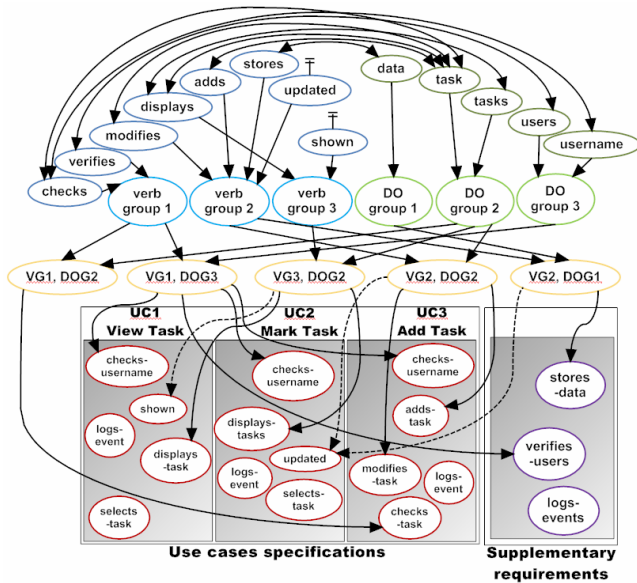 stores
data
task
adds
updated
tasks
displays
users
modifies
shown
username
verifies
checks
verb
group 1
verb
group 2
verb
group 3
DO
group 1
DO
group 2
DO
group 3
VG1, DOG2
VG1, DOG3
VG3, DOG2
VG2, DOG2
VG2, DOG1
UC1
View Task
UC2
Mark Task
UC3
Add Task
checks-
username
shown
logs-
event
displays
-task
selects
-task
checks-
username
displays-
tasks
updated
logs-
event
selects-
task
checks-
username
adds-
task
modifies
-task
logs-
event
checks
-task
stores
-data
verifies
-users
logs-
events
Use cases specifications
Supplementary
requirements